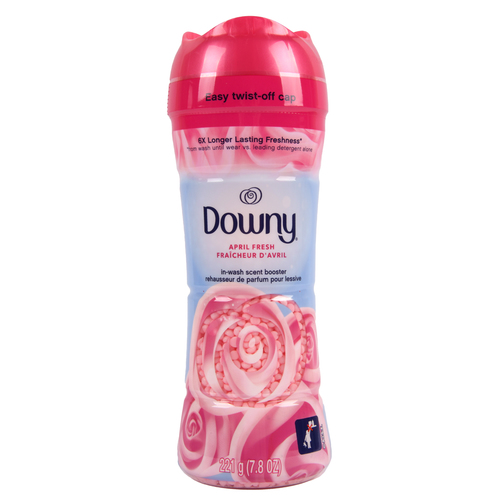 Easy twist-off cap
6X Longer Lasting Freshness*
*from wash until wear vs. leading detergent alone
Downy
APRIL FRESH
FRAÎCHEUR D'AVRIL
In-wash scent booster
rehausseur de parfum pour lessive
221 g (7.8 OZ)